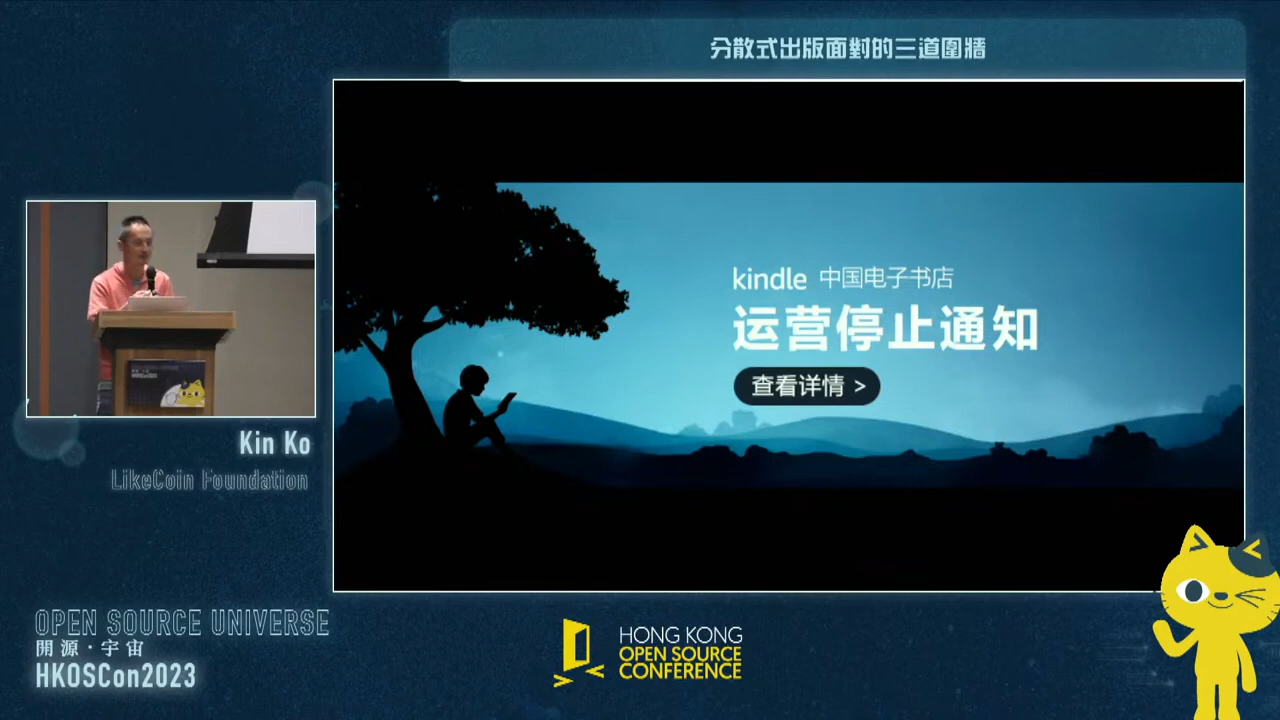 分散式出版面對的三道圍牆
kindle 中国电子书店
运营停止通知
查看详情 >
Kin Ko
LikeCoin Foundation
OPEN SOURCE UNIVERSE
開源·宇宙
HKOSCon2023
HONG KONG
OPEN SOURCE
CONFERENCE